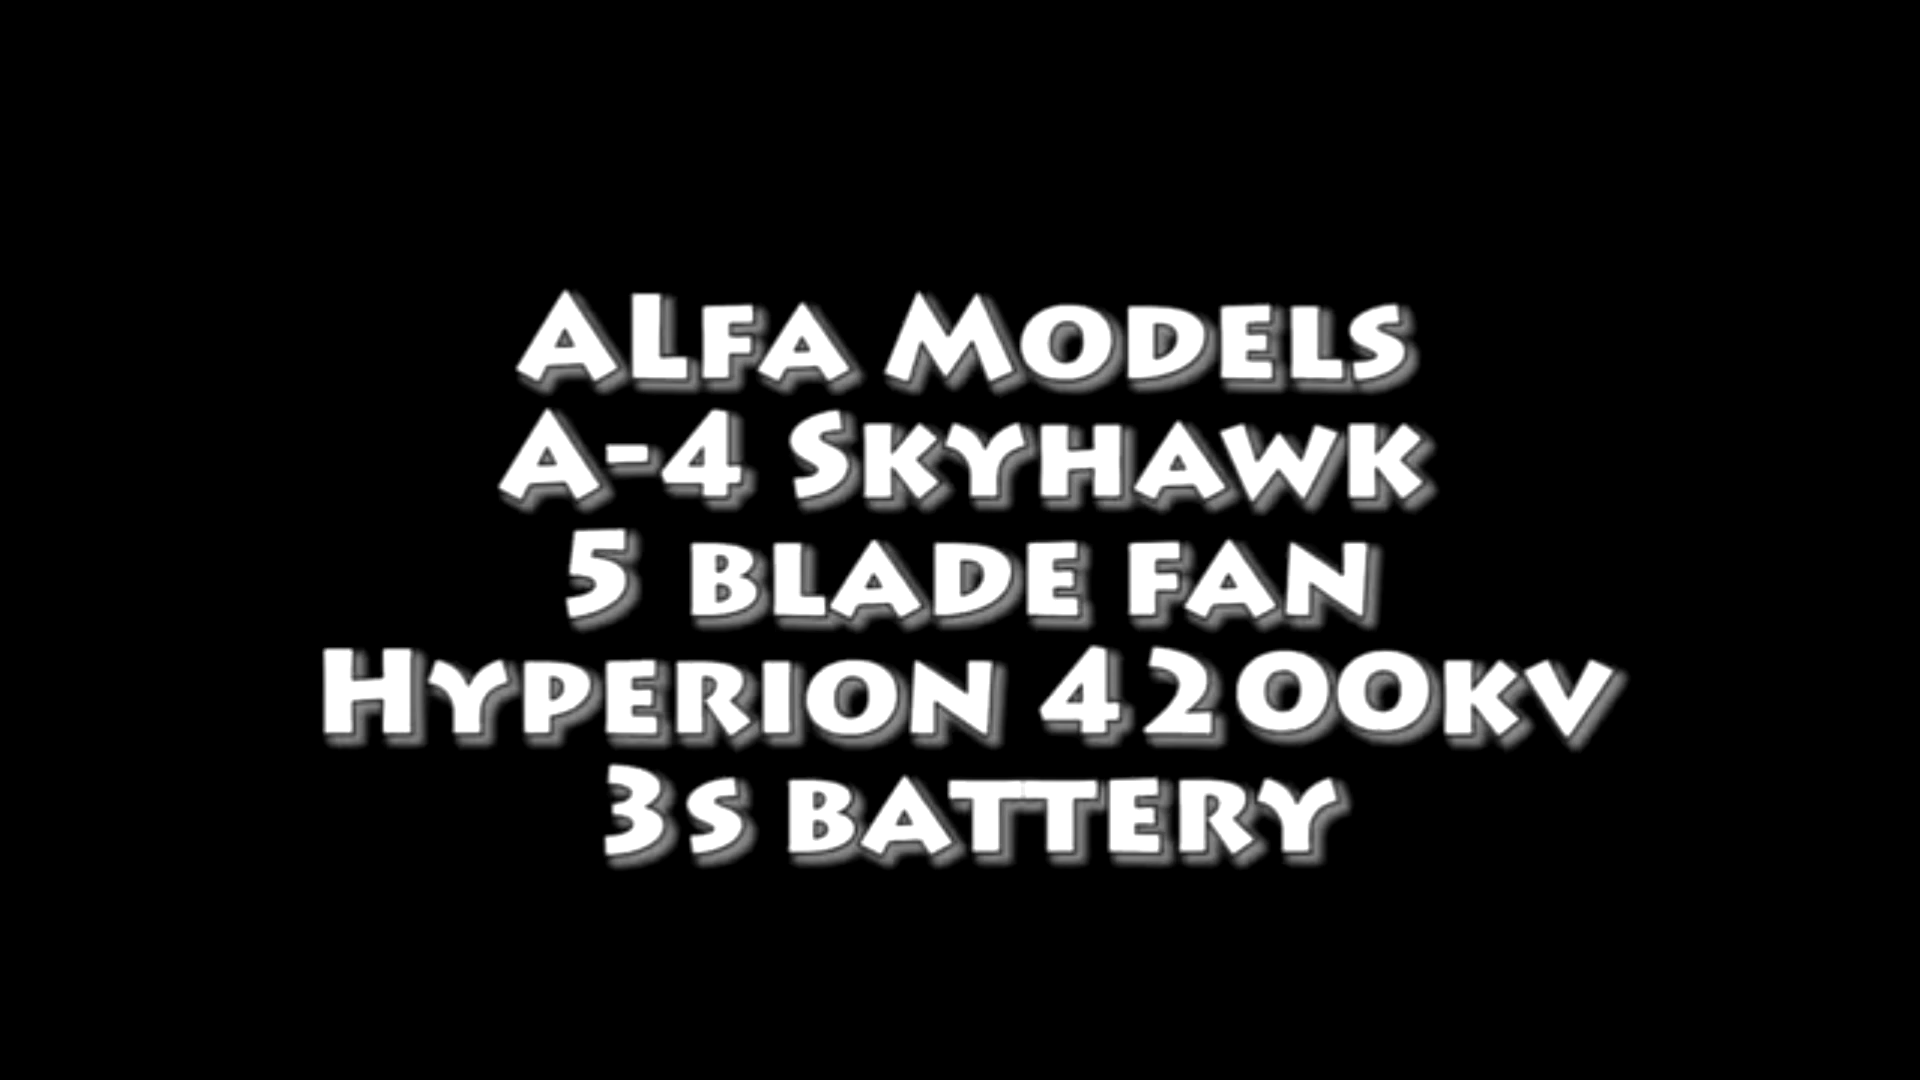 ALfa Models
A-4 Skyhawk
5 blade fan
Hyperion 4200kv
3s battery